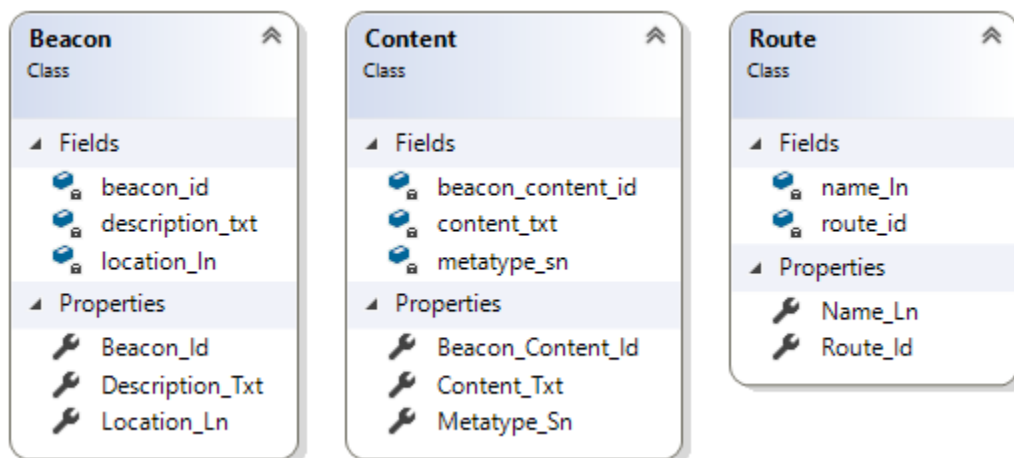 Beacon
Class
Fields
beacon_id
description_txt
location_ln
Properties
Beacon_Id
Description_Txt
Location_Ln
Content
Class
Fields
beacon_content_id
content_txt
metatype_sn
Properties
Beacon_Content_Id
Content_Txt
Metatype_Sn
Route
Class
Fields
name_ln
route_id
Properties
Name_Ln
Route_Id